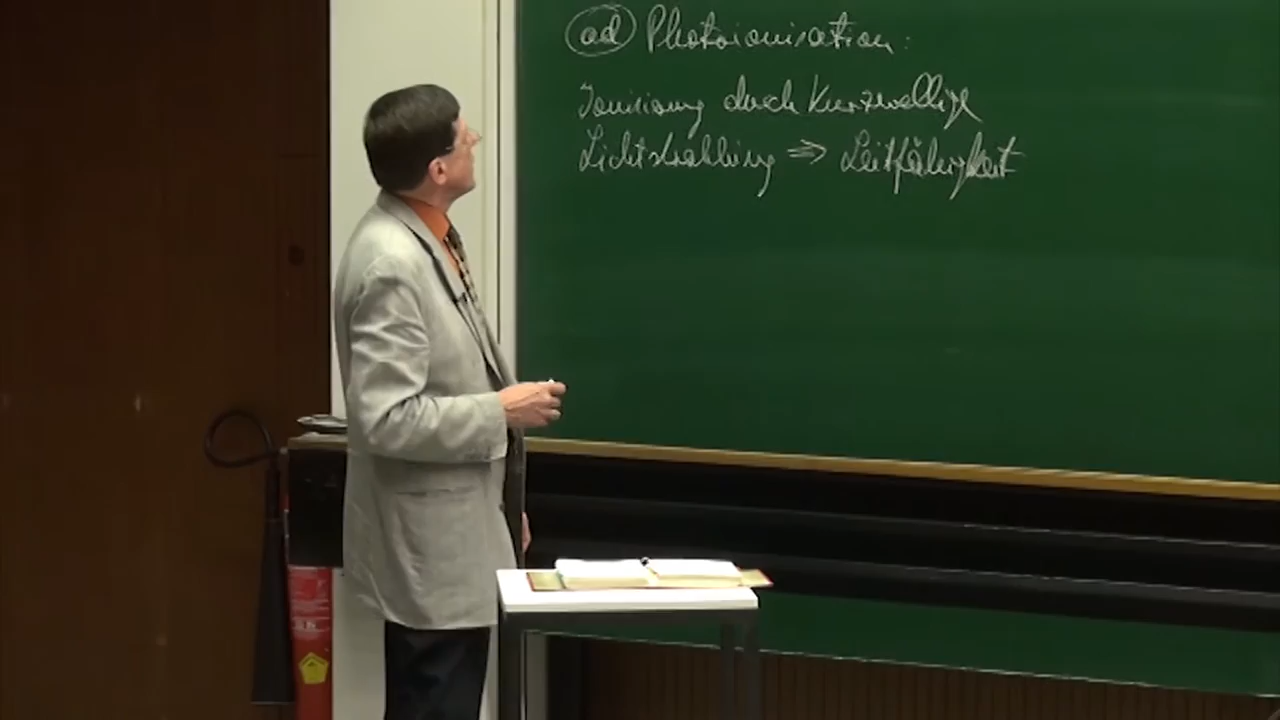 ad Photoionisation:
Ionisierung durch kurzwellige
Lichtstrahlung ⇒ Leitfähigkeit